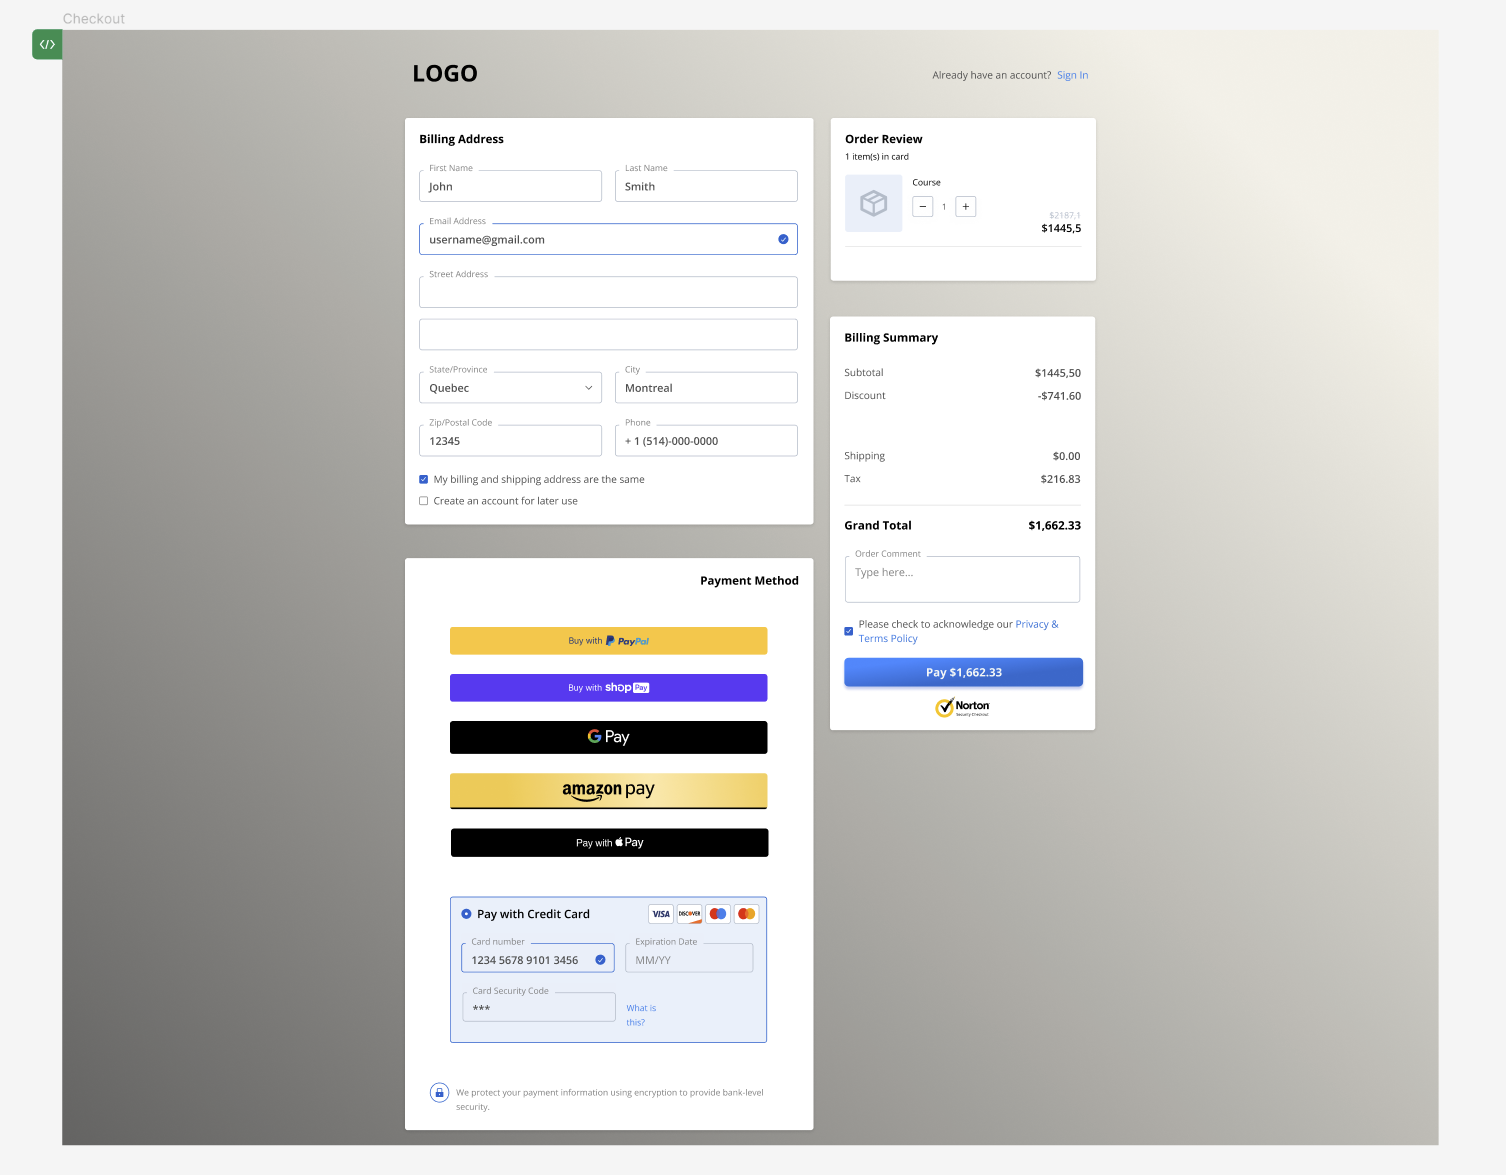 Checkout
LOGO
Already have an account? Sign In
Billing Address
First Name
John
Last Name
Smith
Email Address
username@gmail.com
Street Address
State/Province
Quebec
City
Montreal
Zip/Postal Code
12345
Phone
+ 1 (514)-000-0000
My billing and shipping address are the same
Create an account for later use
Payment Method
Buy with PayPal
Buy with shop Pay
G Pay
amazon pay
Pay with Pay
Pay with Credit Card
VISA
DISCOVER
Card number
1234 5678 9101 3456
Expiration Date
MM/YY
Card Security Code
***
What is
this?
We protect your payment information using encryption to provide bank-level
security.
Order Review
1 item(s) in card
Course
1
$2187,1
$1445,5
Billing Summary
Subtotal $1445,50
Discount -$741.60
Shipping $0.00
Tax $216.83
Grand Total $1,662.33
Order Comment
Type here...
Please check to acknowledge our Privacy &
Terms Policy
Pay $1,662.33
Norton
Security Checkout